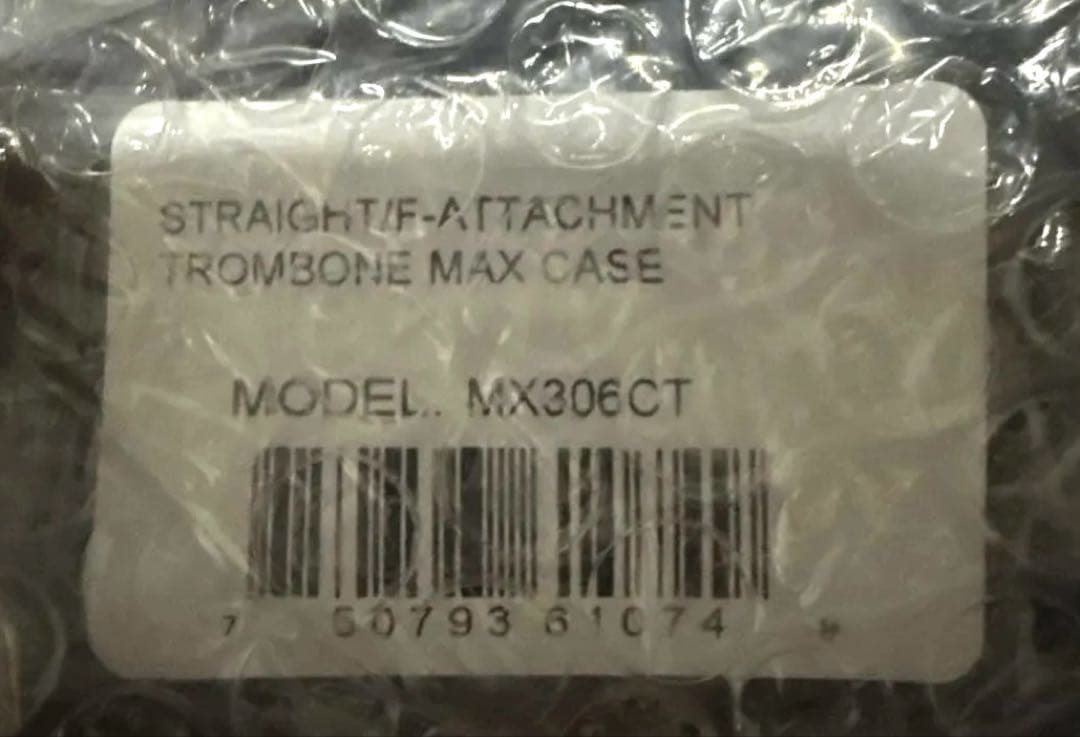 STRAIGHT/F-ATTACHMENT
TROMBONE MAX CASE
MODEL: MX306CT
7 50793 61074